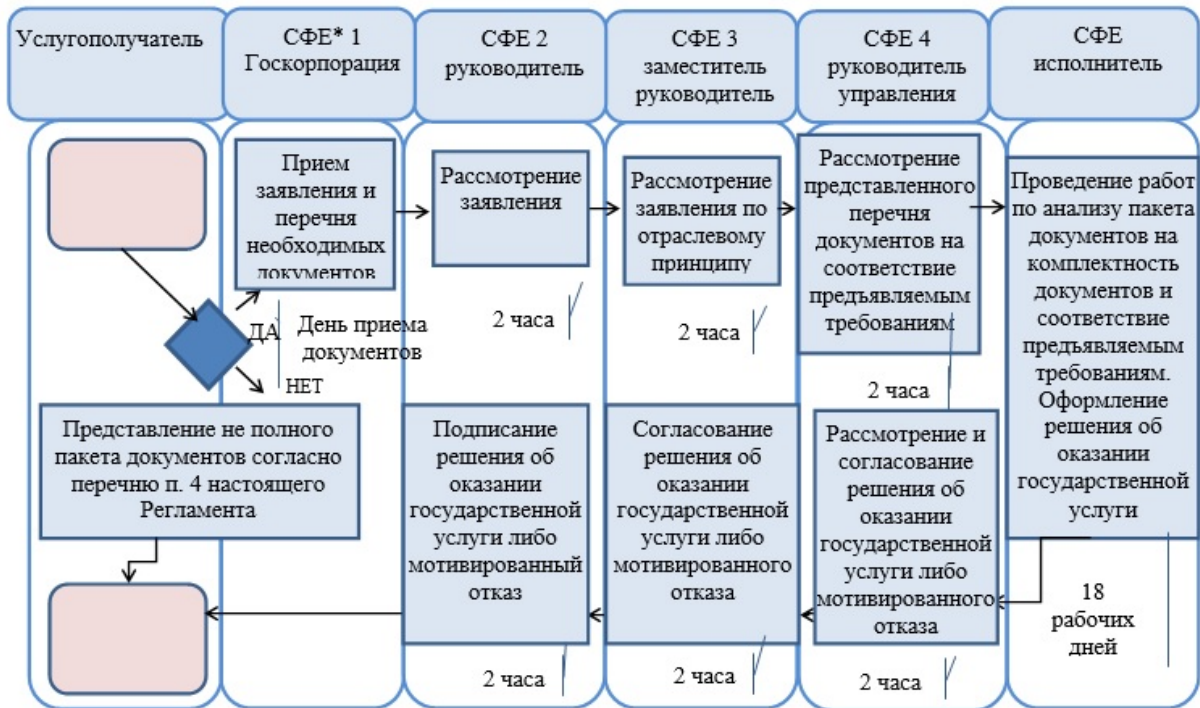 Услугополучатель
СФЕ* 1
Госкорпорация
СФЕ 2
руководитель
СФЕ 3
заместитель
руководитель
СФЕ 4
руководитель
управления
СФЕ
исполнитель
Прием
заявления и
перечня
необходимых
документов
Рассмотрение
заявления
Рассмотрение
заявления по
отраслевому
принципу
Рассмотрение
представленного
перечня
документов на
соответствие
предъявляемым
требованиям
Проведение работ
по анализу пакета
документов на
комплектность
документов и
соответствие
предъявляемым
требованиям.
Оформление
решения об
оказании
государственной
услуги
ДА
День приема
документов
НЕТ
2 часа
2 часа
2 часа
Представление не полного
пакета документов согласно
перечню п. 4 настоящего
Регламента
Подписание
решения об
оказании
государственной
услуги либо
мотивированный
отказ
Согласование
решения об
оказании
государственной
услуги либо
мотивированного
отказа
Рассмотрение и
согласование
решения об
оказании
государственной
услуги либо
мотивированного
отказа
18
рабочих
дней
2 часа
2 часа
2 часа